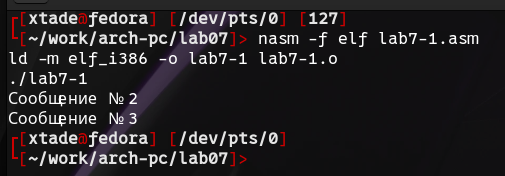 [xtade@fedora] [/dev/pts/0] [127]
[~/work/arch-pc/lab07]> nasm -f elf lab7-1.asm
ld -m elf_i386 -o lab7-1 lab7-1.o
./lab7-1
Сообщение № 2
Сообщение № 3
[xtade@fedora] [/dev/pts/0]
[~/work/arch-pc/lab07]>